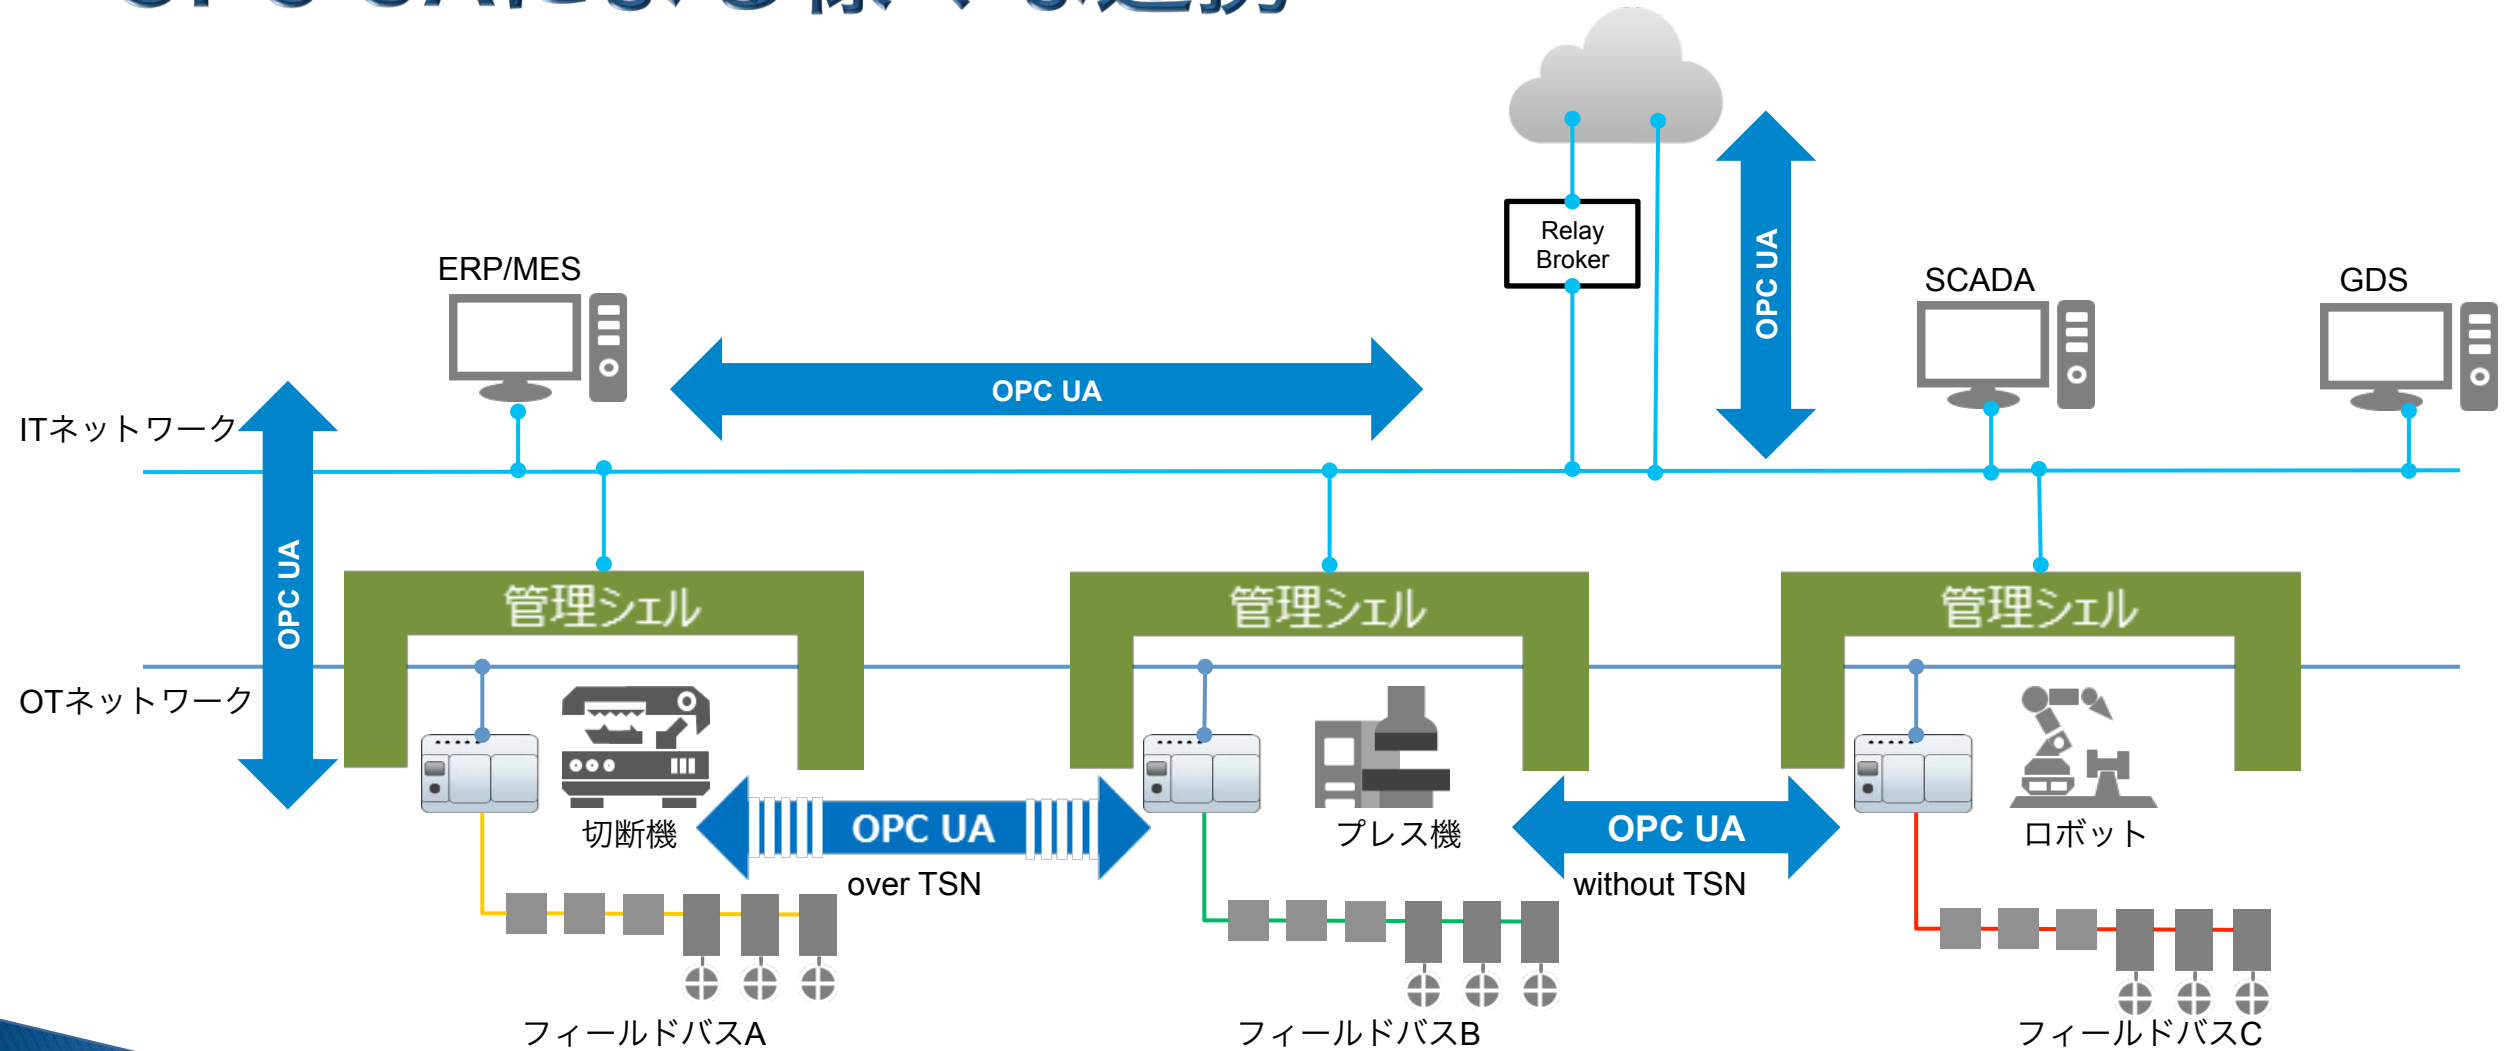 Relay
Broker
OPC UA
ERP/MES
SCADA
GDS
OPC UA
ITネットワーク
OPC UA
管理シェル
管理シェル
管理シェル
OTネットワーク
切断機
OPC UA
over TSN
プレス機
OPC UA
without TSN
ロボット
フィールドバスA
フィールドバスB
フィールドバスC